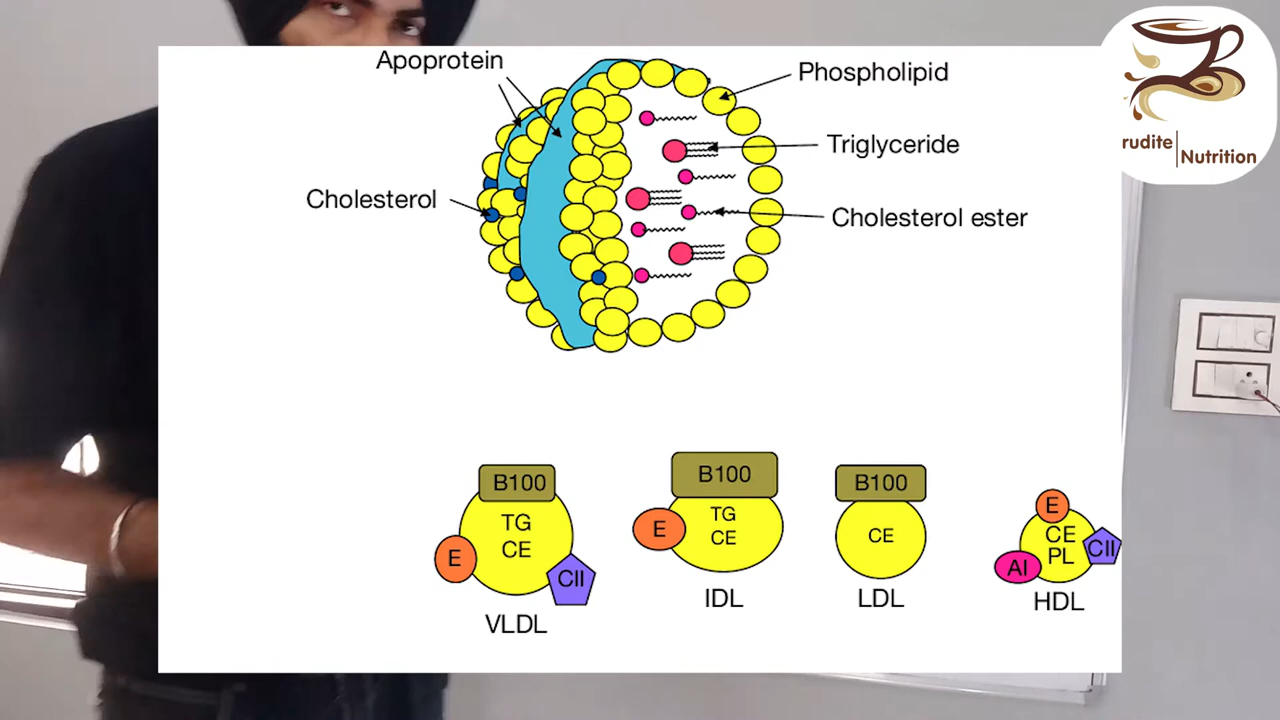 Apoprotein
Phospholipid
Triglyceride
Cholesterol
Cholesterol ester
rudite
Nutrition
B100
TG
CE
E
CII
VLDL
B100
TG
CE
E
IDL
B100
CE
LDL
E
CE
PL
AI
CII
HDL